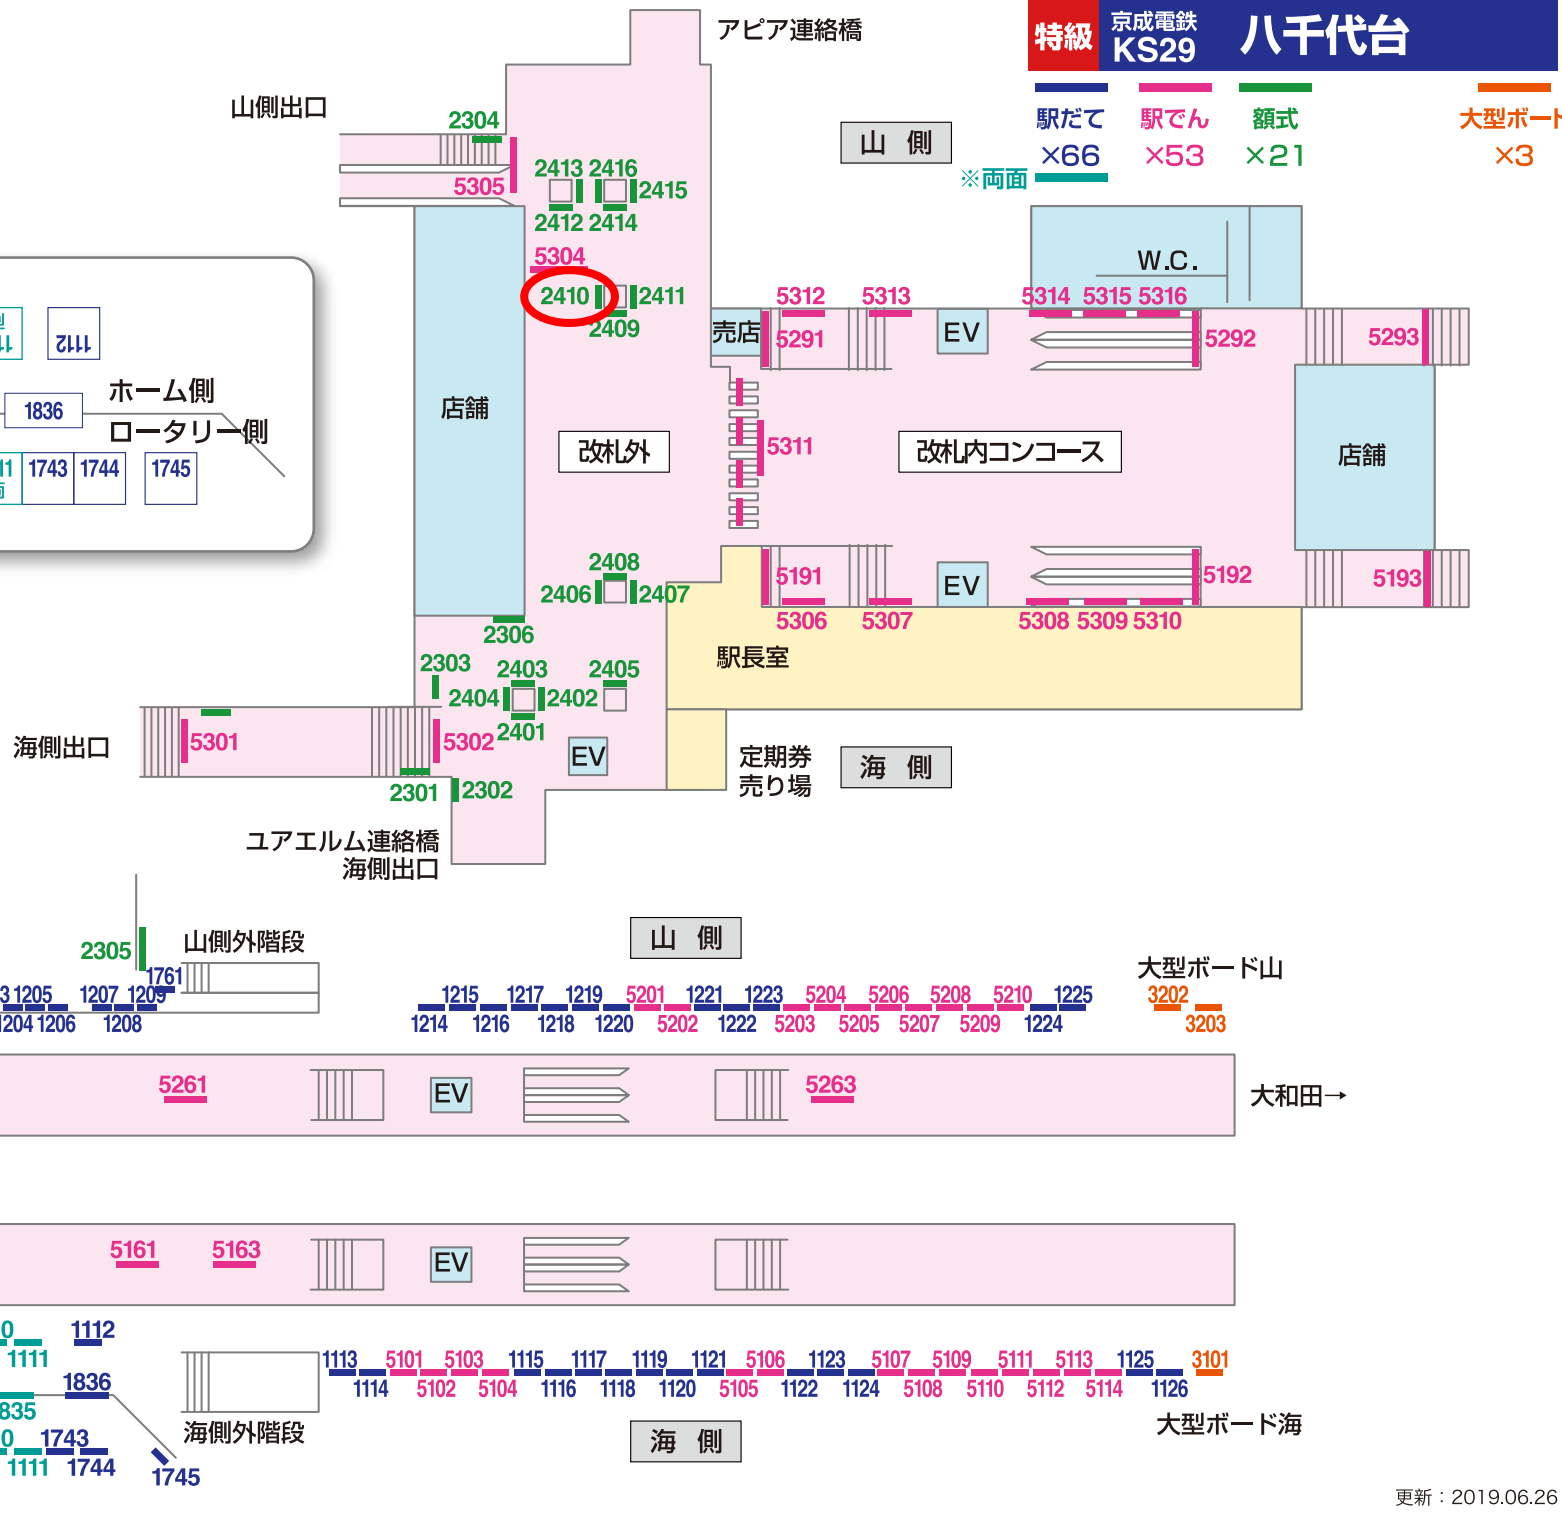 特級
京成電鉄
KS29
八千代台
駅だて
×66
駅でん
×53
額式
×21
大型ボード
×3
※両面
アピア連絡橋
山側出口
2304
5305
山 側
2413 2416
2415
2412 2414
5304
2410
2411
2409
W.C.
5312 5313 5314 5315 5316
売店
5291
EV
5292
5293
1112
ホーム側
1836
ロータリー側
1743 1744 1745
店舗
改札外
5311
改札内コンコース
店舗
2408
2406
2407
5191
EV
5192
5193
5306 5307 5308 5309 5310
2306
駅長室
2303
2403 2405
2404
2402
2401
海側出口
5301
5302
EV
定期券
売り場
海 側
2301
2302
ユアエルム連絡橋
海側出口
2305
山側外階段
山 側
大型ボード山
1761
1205 1207 1209
1204 1206 1208
1215 1217 1219 5201 1221 1223 5204 5206 5208 5210 1225
1214 1216 1218 1220 5202 1222 5203 5205 5207 5209 1224
3202
3203
5261
EV
5263
大和田→
5161 5163
EV
1112
1111
1836
1743
1111 1744
1745
海側外階段
1113 5101 5103 1115 1117 1119 1121 5106 1123 5107 5109 5111 5113 1125 3101
1114 5102 5104 1116 1118 1120 5105 1122 1124 5108 5110 5112 5114 1126
海 側
大型ボード海
更新：2019.06.26